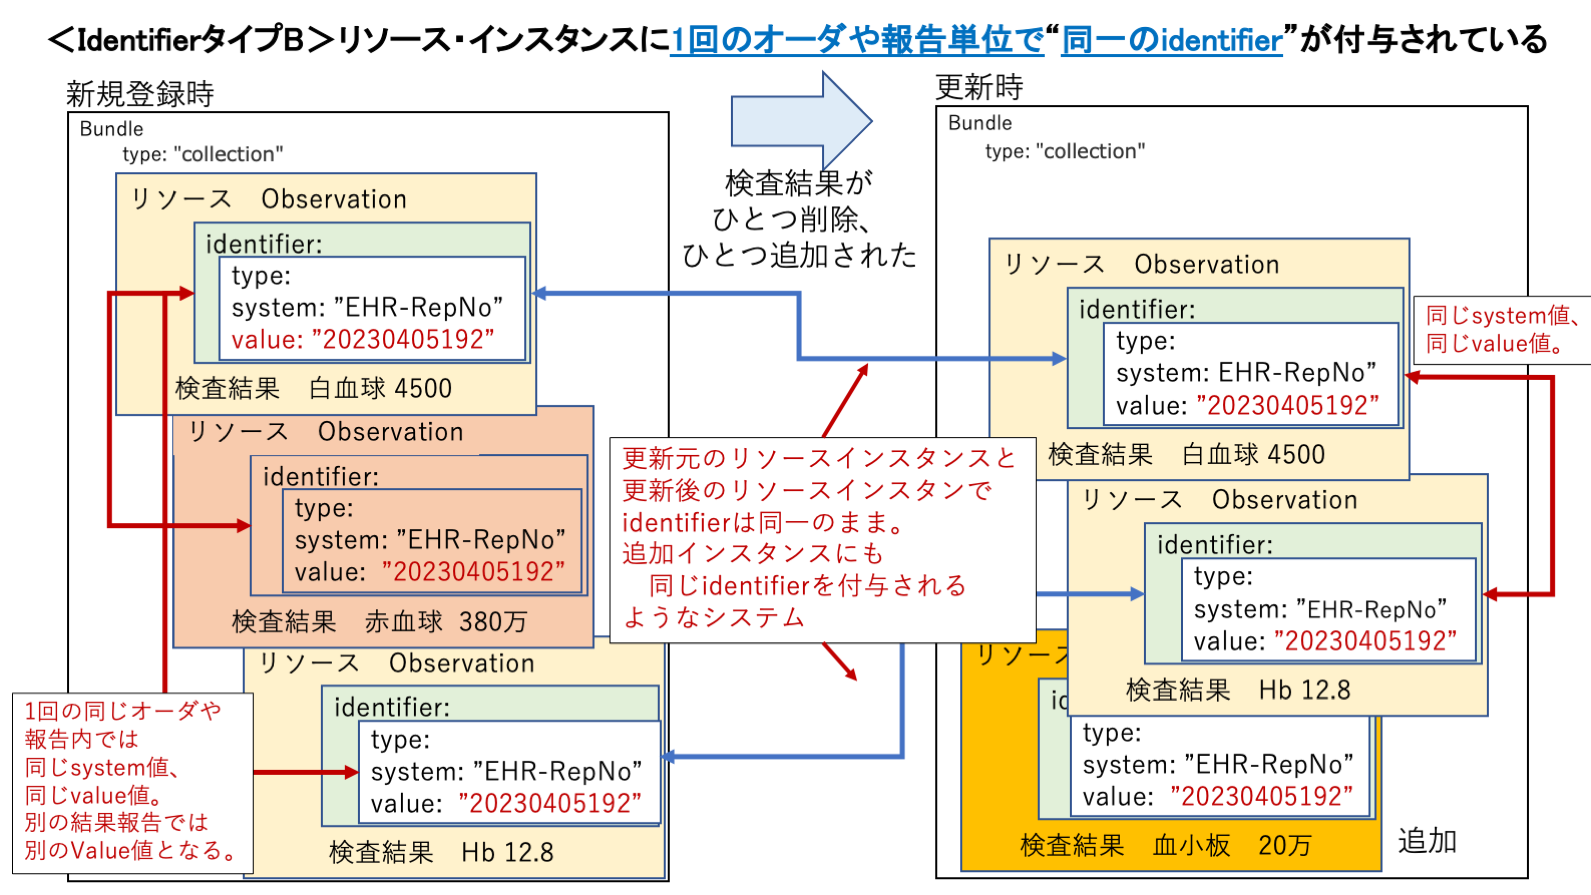 ＜IdentifierタイプB＞リソース・インスタンスに1回のオーダや報告単位で“同一のidentifier”が付与されている
新規登録時
Bundle
type: "collection"
リソース　Observation
identifier:
type:
system: ”EHR-RepNo”
value: ”20230405192”
検査結果　白血球 4500
リソース　Observation
identifier:
type:
system: ”EHR-RepNo”
value: ”20230405192”
検査結果　赤血球 380万
リソース　Observation
identifier:
type:
system: ”EHR-RepNo”
value: ”20230405192”
検査結果　Hb 12.8
1回の同じオーダや
報告内では
同じsystem値、
同じvalue値。
別の結果報告では
別のValue値となる。
検査結果が
ひとつ削除、
ひとつ追加された
更新元のリソースインスタンスと
更新後のリソースインスタンで
identifierは同一のまま。
追加インスタンスにも
同じidentifierを付与される
ようなシステム
更新時
Bundle
type: "collection"
リソース　Observation
identifier:
type:
system: EHR-RepNo”
value: ”20230405192”
検査結果　白血球 4500
同じsystem値、
同じvalue値。
リソース　Observation
identifier:
type:
system: ”EHR-RepNo”
value: ”20230405192”
検査結果　Hb 12.8
リソース
type:
system: ”EHR-RepNo”
value: ”20230405192”
検査結果　血小板　20万
追加